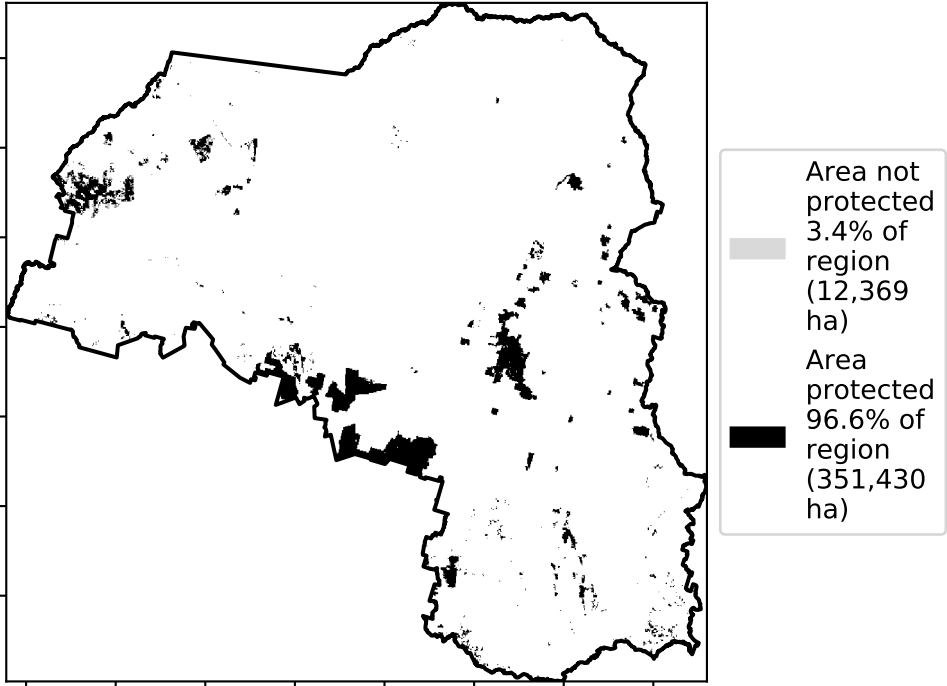 Area not
protected
3.4% of
region
(12,369
ha)
Area
protected
96.6% of
region
(351,430
ha)